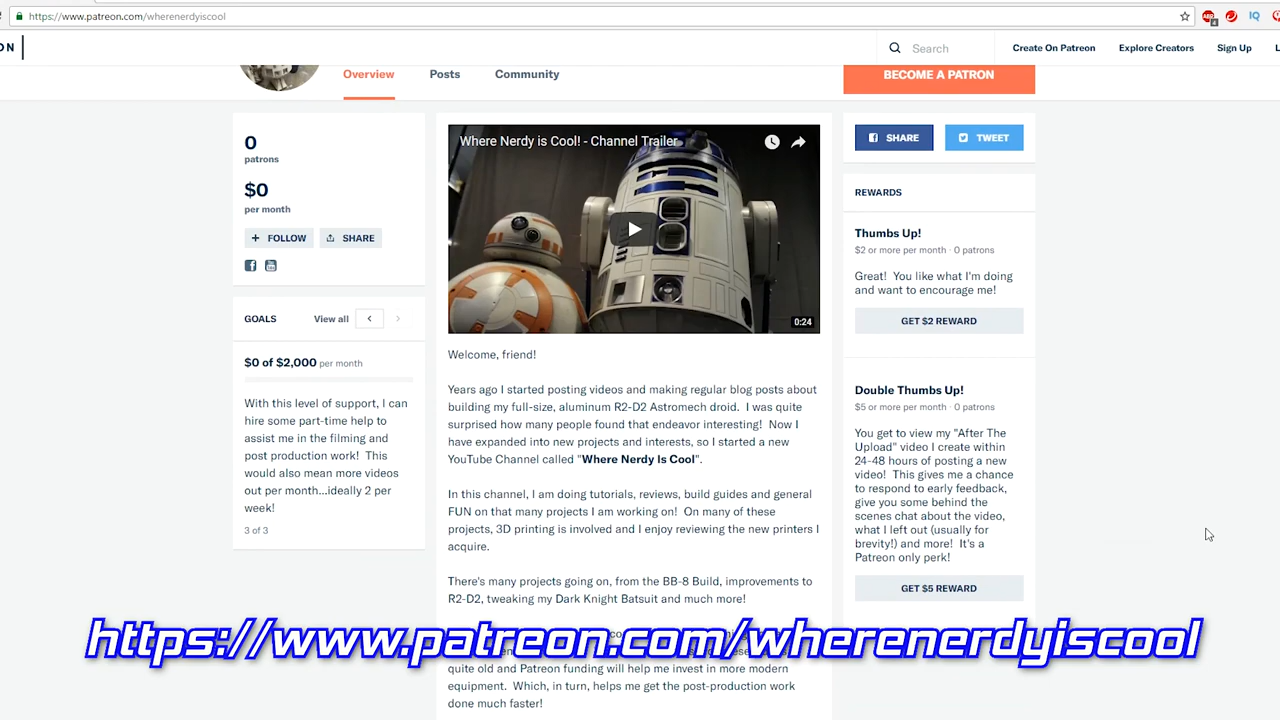 https://www.patreon.com/wherenerdyiscool
ON
Search
Create On Patreon
Explore Creators
Sign Up
Overview
Posts
Community
BECOME A PATRON
0
patrons
$0
per month
+ FOLLOW
SHARE
GOALS
View all
$0 of $2,000 per month
With this level of support, I can
hire some part-time help to
assist me in the filming and
post production work! This
would also mean more videos
out per month...ideally 2 per
week!
3 of 3
Where Nerdy is Cool! - Channel Trailer
0:24
Welcome, friend!
Years ago I started posting videos and making regular blog posts about
building my full-size, aluminum R2-D2 Astromech droid. I was quite
surprised how many people found that endeavor interesting! Now I
have expanded into new projects and interests, so I started a new
YouTube Channel called "Where Nerdy Is Cool".
In this channel, I am doing tutorials, reviews, build guides and general
FUN on that many projects I am working on! On many of these
projects, 3D printing is involved and I enjoy reviewing the new printers I
acquire.
There's many projects going on, from the BB-8 Build, improvements to
R2-D2, tweaking my Dark Knight Batsuit and much more!
quite old and Patreon funding will help me invest in more modern
equipment. Which, in turn, helps me get the post-production work
done much faster!
SHARE
TWEET
REWARDS
Thumbs Up!
$2 or more per month · 0 patrons
Great! You like what I'm doing
and want to encourage me!
GET $2 REWARD
Double Thumbs Up!
$5 or more per month · 0 patrons
You get to view my "After The
Upload" video I create within
24-48 hours of posting a new
video! This gives me a chance
to respond to early feedback,
give you some behind the
scenes chat about the video,
what I left out (usually for
brevity!) and more! It's a
Patreon only perk!
GET $5 REWARD
https://www.patreon.com/wherenerdyiscool